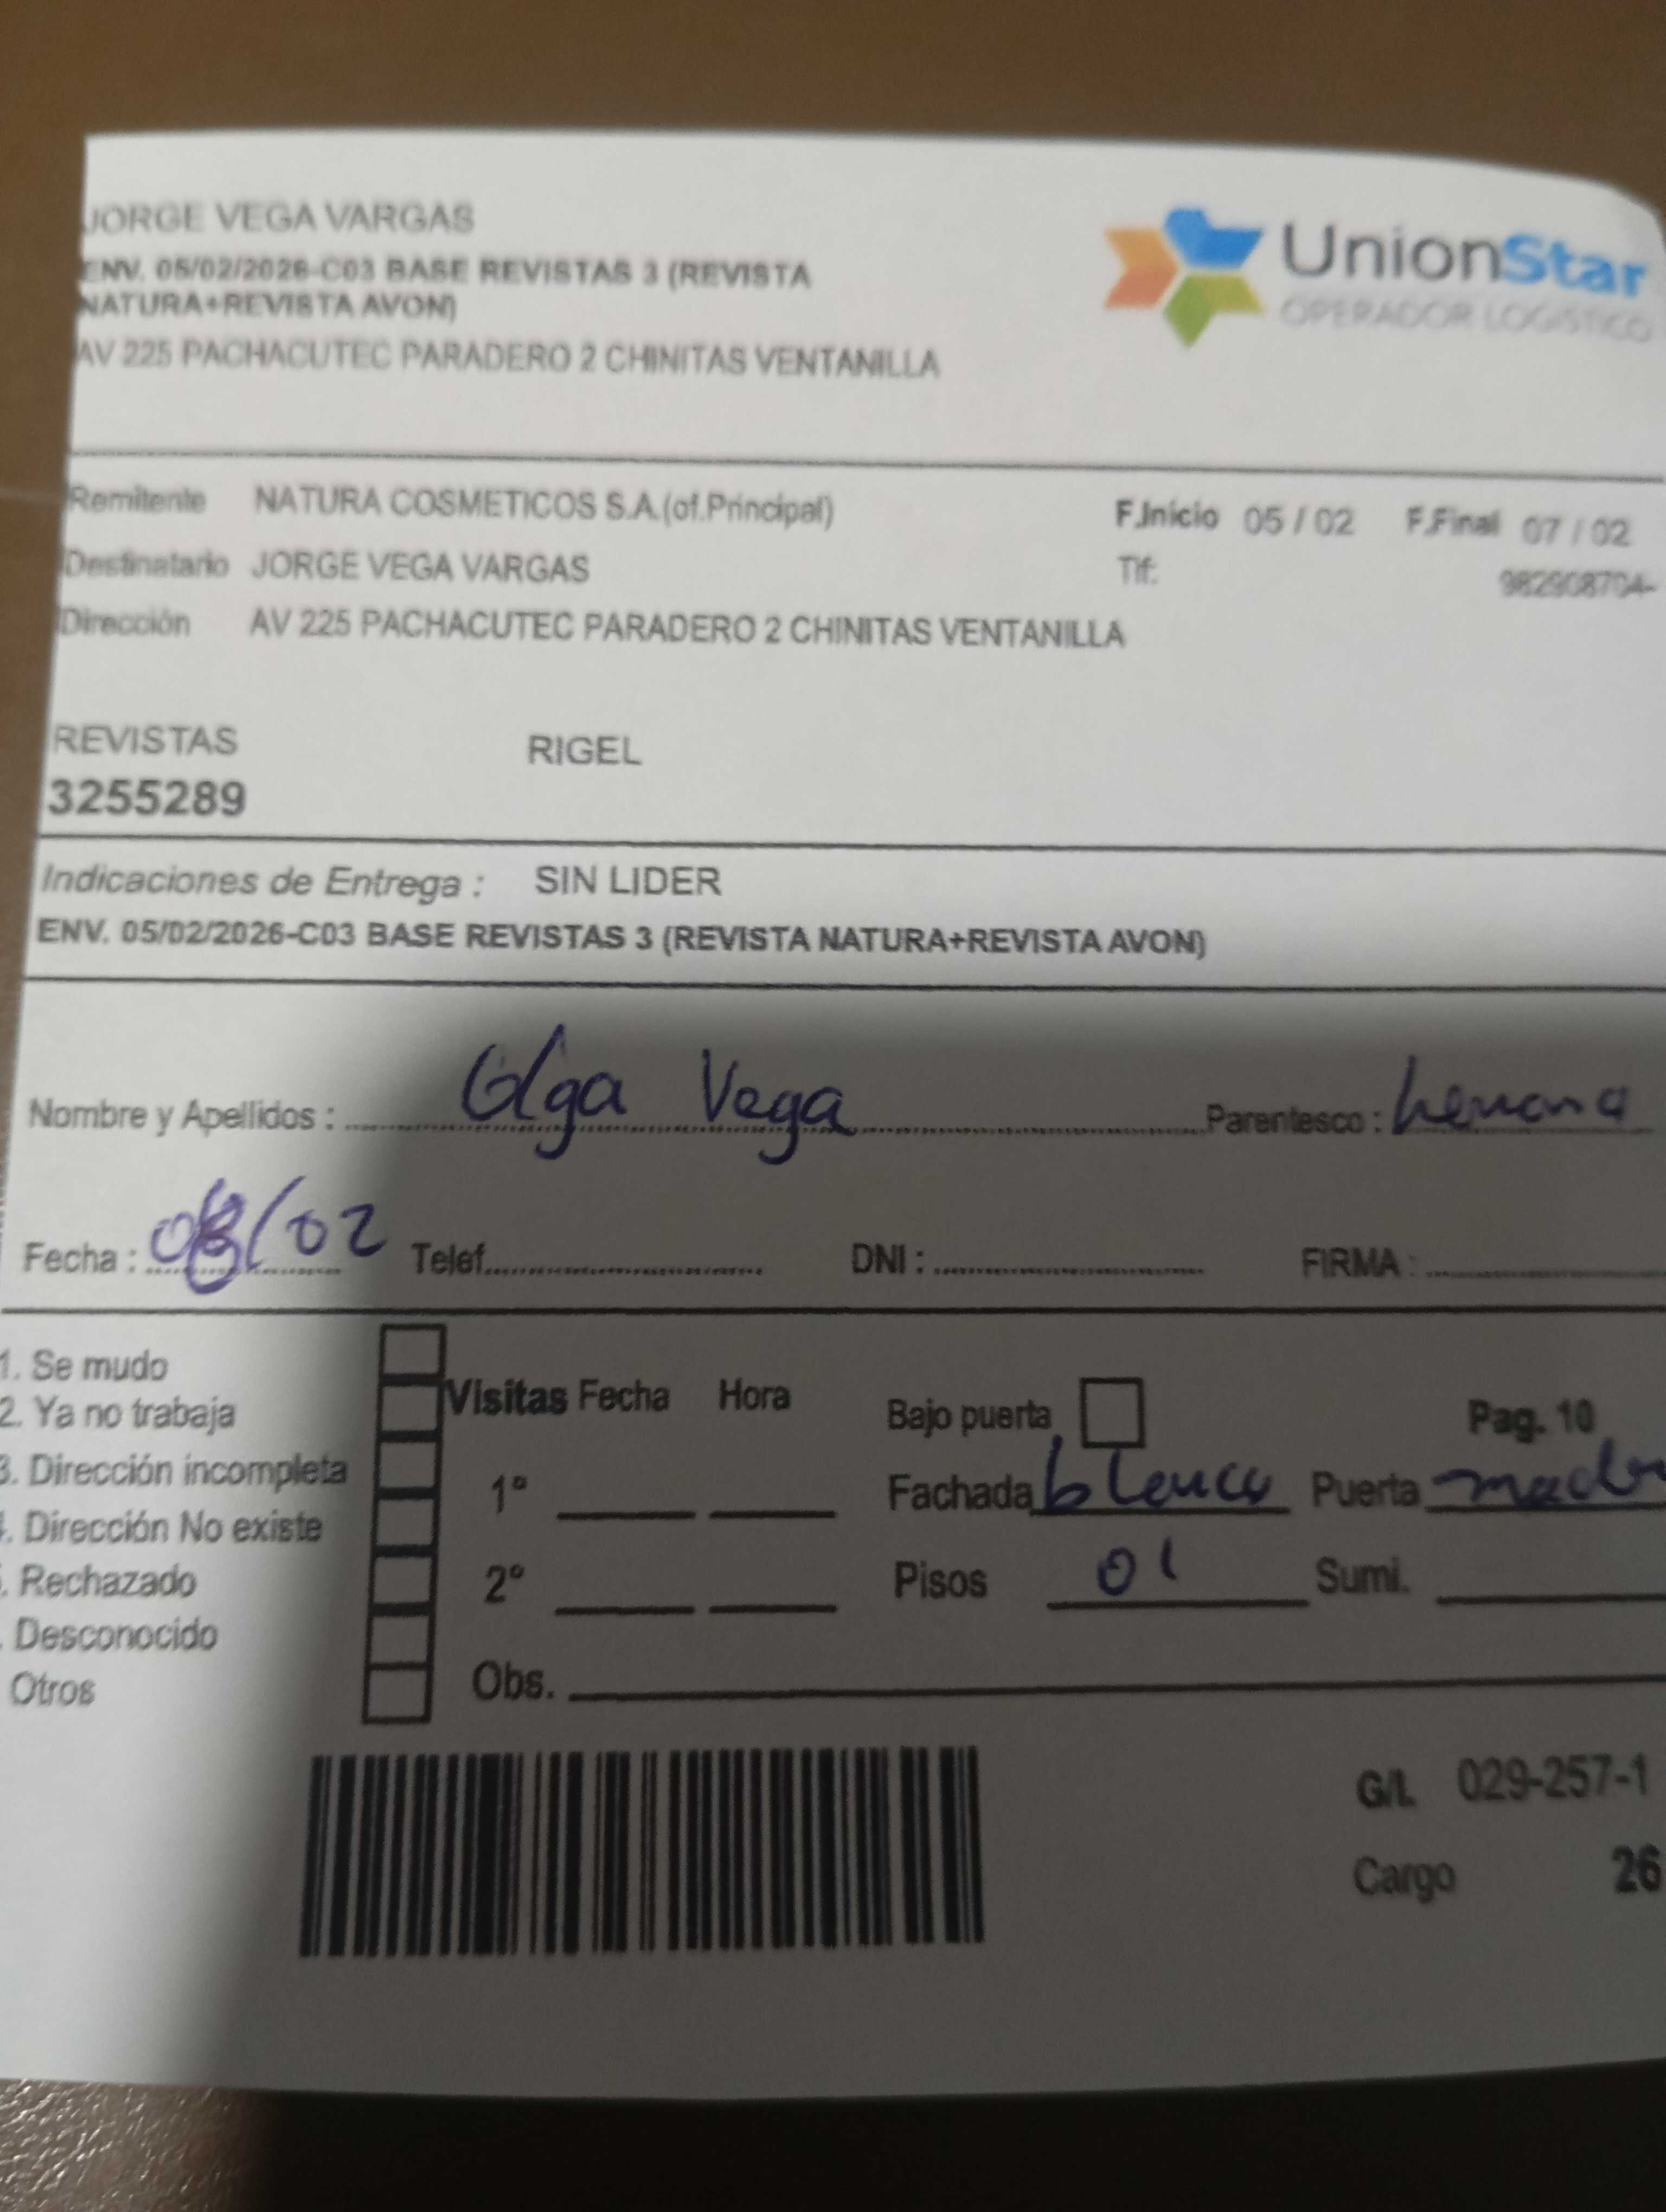 JORGE VEGA VARGAS
ENV. 05/02/2026-C03 BASE REVISTAS 3 (REVISTA
NATURA+REVISTA AVON)
AV 225 PACHACUTEC PARADERO 2 CHINITAS VENTANILLA
UnionStar
OPERADOR LOGISTICO
Remitente NATURA COSMETICOS S.A.(of.Principal) F.Inicio 05 / 02 F.Final 07 / 02
Destinatario JORGE VEGA VARGAS Tlf: 982908704-
Dirección AV 225 PACHACUTEC PARADERO 2 CHINITAS VENTANILLA
REVISTAS RIGEL
3255289
Indicaciones de Entrega : SIN LIDER
ENV. 05/02/2026-C03 BASE REVISTAS 3 (REVISTA NATURA+REVISTA AVON)
Nombre y Apellidos : Olga Vega Parentesco : hermana
Fecha : /02 Telef. DNI : FIRMA :
1. Se mudo
2. Ya no trabaja
3. Dirección incompleta
. Dirección No existe
. Rechazado
. Desconocido
Otros
Visitas Fecha Hora
1°
2°
Obs.
Bajo puerta Pag. 10
Fachada blanco Puerta
Pisos 01 Sumi.
G/I. 029-257-1
Cargo 26